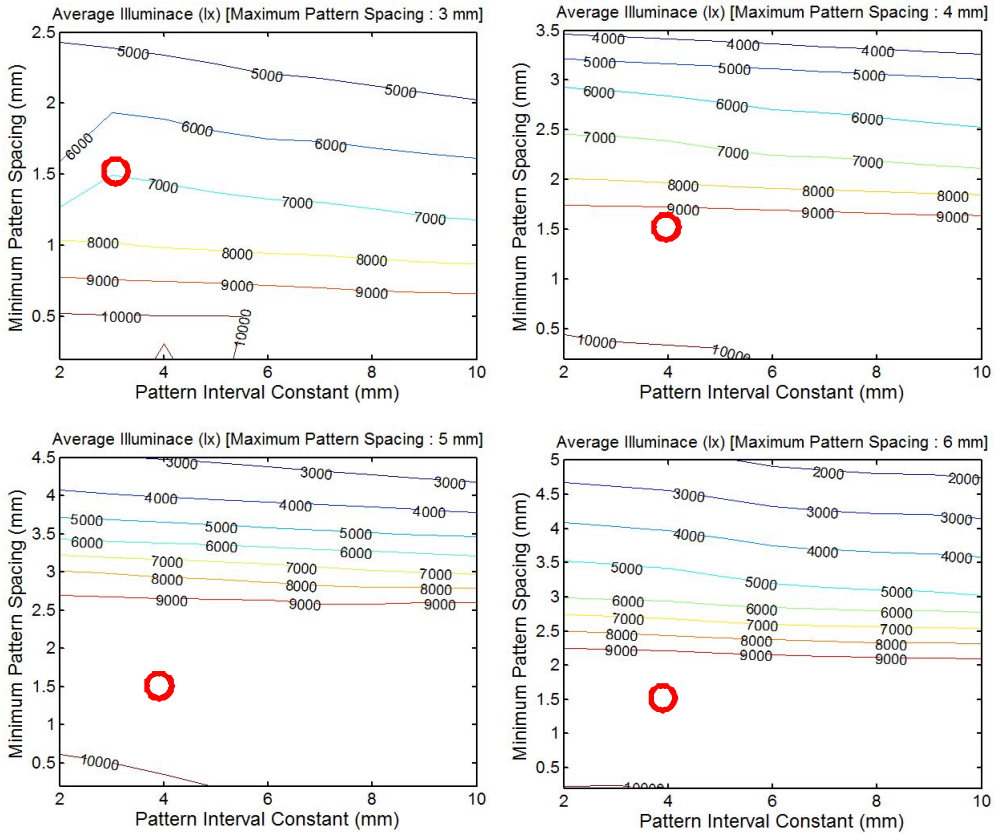 Average Illuminace (lx) [Maximum Pattern Spacing : 3 mm]
Minimum Pattern Spacing (mm)
2.5
2
1.5
1
0.5
5000 5000 5000
6000 6000 6000
7000 7000 7000
8000 8000 8000
9000 9000 9000
10000 10000
2 4 6 8 10
Pattern Interval Constant (mm)
Average Illuminace (lx) [Maximum Pattern Spacing : 4 mm]
Minimum Pattern Spacing (mm)
3.5
3
2.5
2
1.5
1
0.5
4000 4000 4000
5000 5000 5000
6000 6000 6000
7000 7000 7000
8000 8000 8000
9000 9000 9000
10000 10000
2 4 6 8 10
Pattern Interval Constant (mm)
Average Illuminace (lx) [Maximum Pattern Spacing : 5 mm]
Minimum Pattern Spacing (mm)
4.5
4
3.5
3
2.5
2
1.5
1
0.5
3000 3000 3000
4000 4000 4000
5000 5000 5000
6000 6000 6000
7000 7000 7000
8000 8000 8000
9000 9000 9000
10000
2 4 6 8 10
Pattern Interval Constant (mm)
Average Illuminace (lx) [Maximum Pattern Spacing : 6 mm]
Minimum Pattern Spacing (mm)
5
4.5
4
3.5
3
2.5
2
1.5
1
0.5
2000 2000
3000 3000 3000
4000 4000 4000
5000 5000 5000
6000 6000 6000
7000 7000 7000
8000 8000 8000
9000 9000 9000
10000
2 4 6 8 10
Pattern Interval Constant (mm)